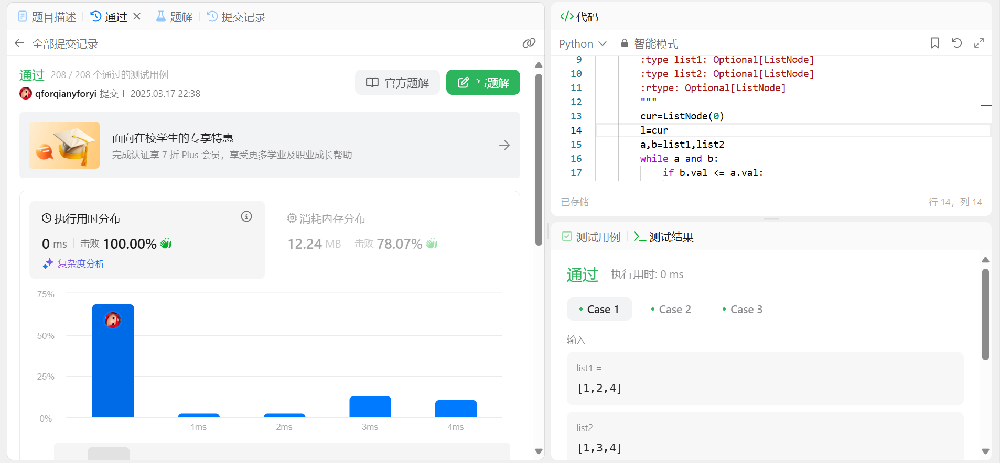 题目描述 通过 题解 提交记录
全部提交记录
通过 208 / 208 个通过的测试用例
官方题解 写题解
qforqianyforyi 提交于 2025.03.17 22:38
面向在校学生的专享特惠
完成认证享 7 折 Plus 会员，享受更多学业及职业成长帮助
执行用时分布
0 ms 击败 100.00%
复杂度分析
消耗内存分布
12.24 MB 击败 78.07%
75%
50%
25%
0%
1ms 2ms 3ms 4ms
</> 代码
Python 智能模式
9 :type list1: Optional[ListNode]
10 :type list2: Optional[ListNode]
11 :rtype: Optional[ListNode]
12 """
13 cur=ListNode(0)
14 l=cur
15 a,b=list1,list2
16 while a and b:
17 if b.val <= a.val:
已存储 行 14，列 14
测试用例 测试结果
通过 执行用时: 0 ms
Case 1 Case 2 Case 3
输入
list1 =
[1,2,4]
list2 =
[1,3,4]